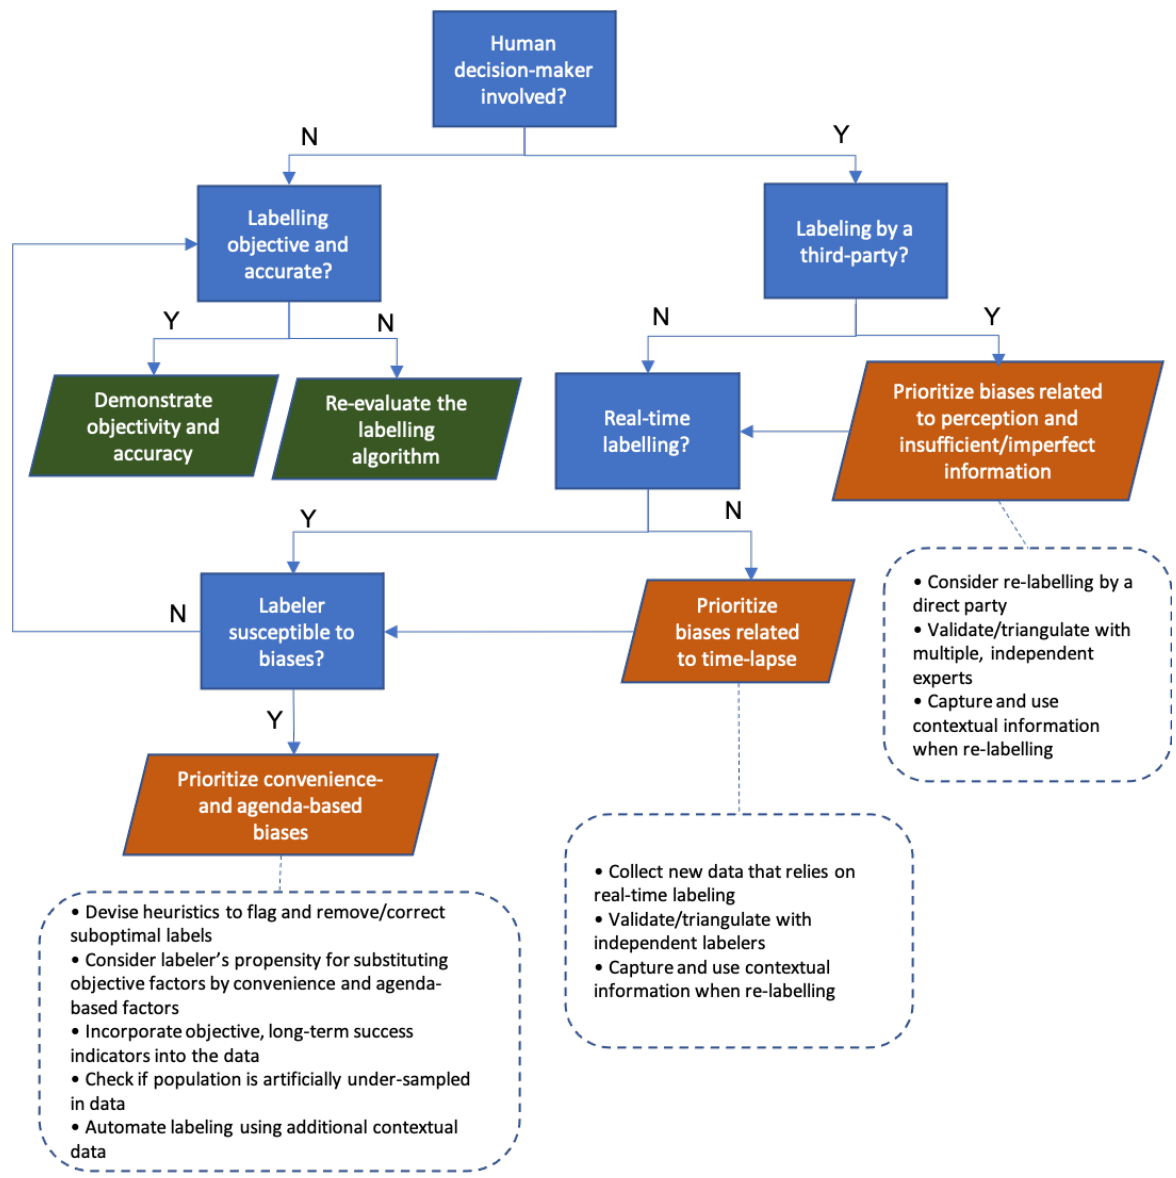 Human
decision-maker
involved?
N
Y
Labelling
objective and
accurate?
Labeling by a
third-party?
Y
N
N
Y
Demonstrate
objectivity and
accuracy
Re-evaluate the
labelling
algorithm
Real-time
labelling?
Prioritize biases related
to perception and
insufficient/imperfect
information
Y
N
N
Labeler
susceptible to
biases?
Prioritize
biases related
to time-lapse
• Consider re-labelling by a
direct party
• Validate/triangulate with
multiple, independent
experts
• Capture and use
contextual information
when re-labelling
Y
Prioritize convenience-
and agenda-based
biases
• Collect new data that relies on
real-time labeling
• Validate/triangulate with
independent labelers
• Capture and use contextual
information when re-labelling
• Devise heuristics to flag and remove/correct
suboptimal labels
• Consider labeler's propensity for substituting
objective factors by convenience and agenda-
based factors
• Incorporate objective, long-term success
indicators into the data
• Check if population is artificially under-sampled
in data
• Automate labeling using additional contextual
data